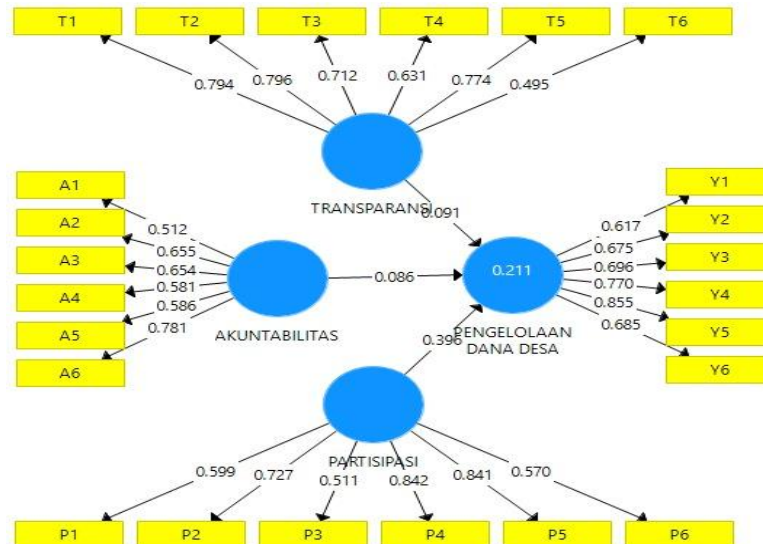 T1 T2 T3 T4 T5 T6
0.794 0.796 0.712 0.631 0.774 0.495
TRANSPARANSI
0.091
A1
A2
A3
A4
A5
A6
0.512
0.655
0.654
0.581
0.586
0.781
AKUNTABILITAS
0.086
0.211
PENGELOLAAN
DANA DESA
0.396
Y1
Y2
Y3
Y4
Y5
Y6
0.617
0.675
0.696
0.770
0.855
0.685
PARTISIPASI
0.599 0.727 0.511 0.842 0.841 0.570
P1 P2 P3 P4 P5 P6